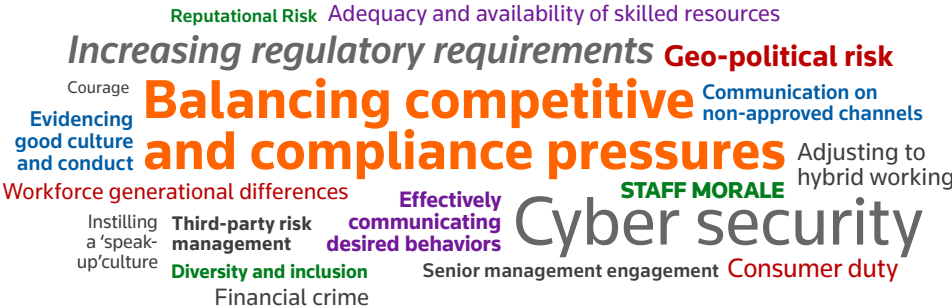 Reputational Risk
Adequacy and availability of skilled resources
Increasing regulatory requirements
Geo-political risk
Courage
Balancing competitive
and compliance pressures
Communication on
non-approved channels
Evidencing
good culture
and conduct
Adjusting to
hybrid working
Workforce generational differences
Effectively
communicating
desired behaviors
STAFF MORALE
Cyber security
Instilling
a ‘speak-
up’culture
Third-party risk
management
Diversity and inclusion
Senior management engagement
Consumer duty
Financial crime